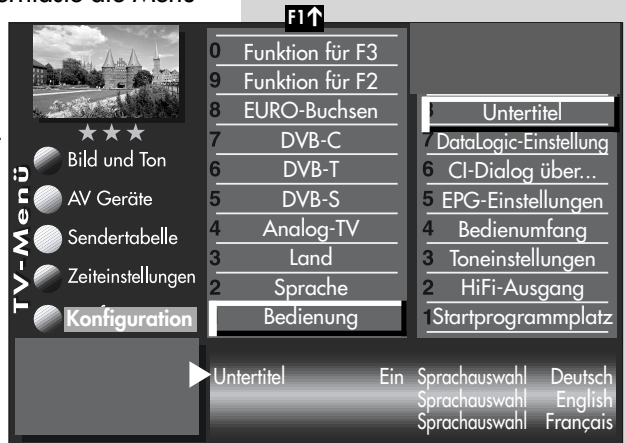 F1↑
TV-Menü
Bild und Ton
AV Geräte
Sendertabelle
Zeiteinstellungen
Konfiguration
0 Funktion für F3
9 Funktion für F2
8 EURO-Buchsen
7 DVB-C
6 DVB-T
5 DVB-S
4 Analog-TV
3 Land
2 Sprache
Bedienung
Untertitel
7 DataLogic-Einstellung
6 CI-Dialog über...
5 EPG-Einstellungen
4 Bedienumfang
3 Toneinstellungen
2 HiFi-Ausgang
1 Startprogrammplatz
Untertitel Ein Sprachauswahl Deutsch
Sprachauswahl English
Sprachauswahl Français